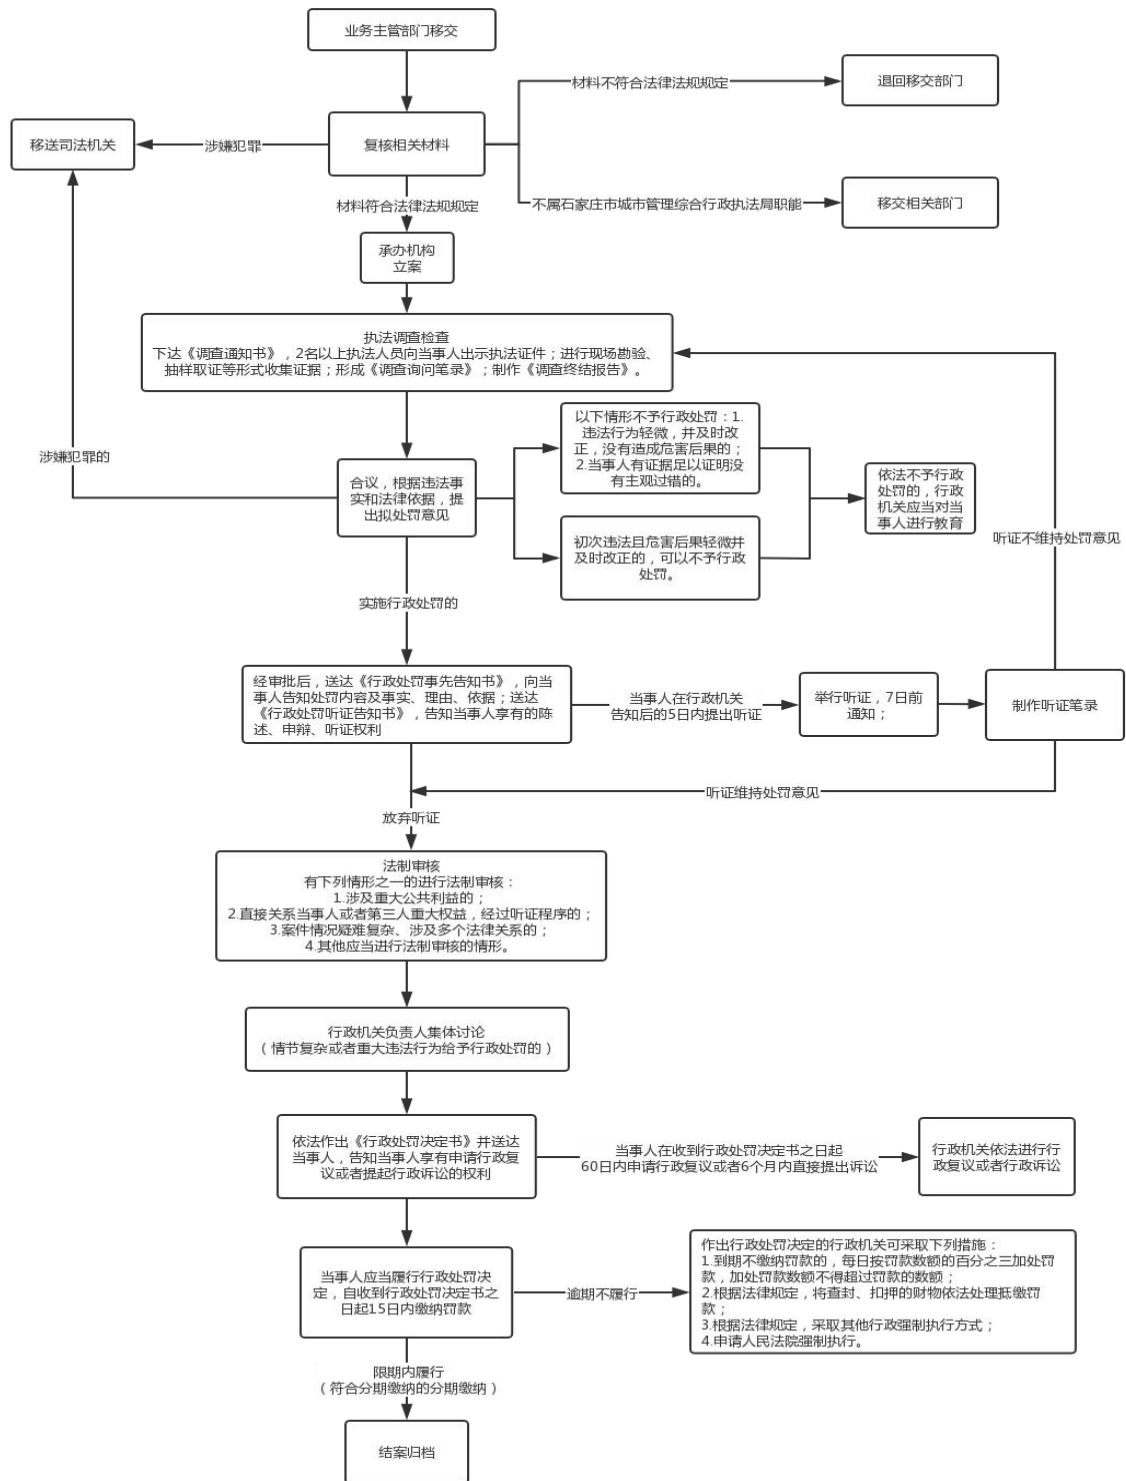 业务主管部门移交
材料不符合法律法规规定
退回移交部门
移送司法机关
涉嫌犯罪
复核相关材料
不属石家庄市城市管理综合行政执法局职能
移交相关部门
材料符合法律法规规定
承办机构
立案
执法调查检查
下达《调查通知书》，2名以上执法人员向当事人出示执法证件；进行现场勘验、
抽样取证等形式收集证据；形成《调查询问笔录》；制作《调查终结报告》。
涉嫌犯罪的
合议，根据违法事
实和法律依据，提
出拟处罚意见
以下情形不予行政处罚：1.
违法行为轻微，并及时改
正，没有造成危害后果的；
2.当事人有证据足以证明没
有主观过错的。
初次违法且危害后果轻微并
及时改正的，可以不予行政
处罚。
依法不予行政
处罚的，行政
机关应当对当
事人进行教育
听证不维持处罚意见
实施行政处罚的
经审批后，送达《行政处罚事先告知书》，向当
事人告知处罚内容及事实、理由、依据；送达
《行政处罚听证告知书》，告知当事人享有的陈
述、申辩、听证权利
当事人在行政机关
告知后的5日内提出听证
举行听证，7日前
通知；
制作听证笔录
听证维持处罚意见
放弃听证
法制审核
有下列情形之一的进行法制审核：
1.涉及重大公共利益的；
2.直接关系当事人或者第三人重大权益，经过听证程序的；
3.案件情况疑难复杂、涉及多个法律关系的；
4.其他应当进行法制审核的情形。
行政机关负责人集体讨论
（情节复杂或者重大违法行为给予行政处罚的）
依法作出《行政处罚决定书》并送达
当事人，告知当事人享有申请行政复
议或者提起行政诉讼的权利
当事人在收到行政处罚决定书之日起
60日内申请行政复议或者6个月内直接提出诉讼
行政机关依法进行行
政复议或者行政诉讼
当事人应当履行行政处罚决
定，自收到行政处罚决定书之
日起15日内缴纳罚款
逾期不履行
作出行政处罚决定的行政机关可采取下列措施：
1.到期不缴纳罚款的，每日按罚款数额的百分之三加处罚
款，加处罚款数额不得超过罚款的数额；
2.根据法律规定，将查封、扣押的财物依法处理抵缴罚
款；
3.根据法律规定，采取其他行政强制执行方式；
4.申请人民法院强制执行。
限期内履行
（符合分期缴纳的分期缴纳）
结案归档